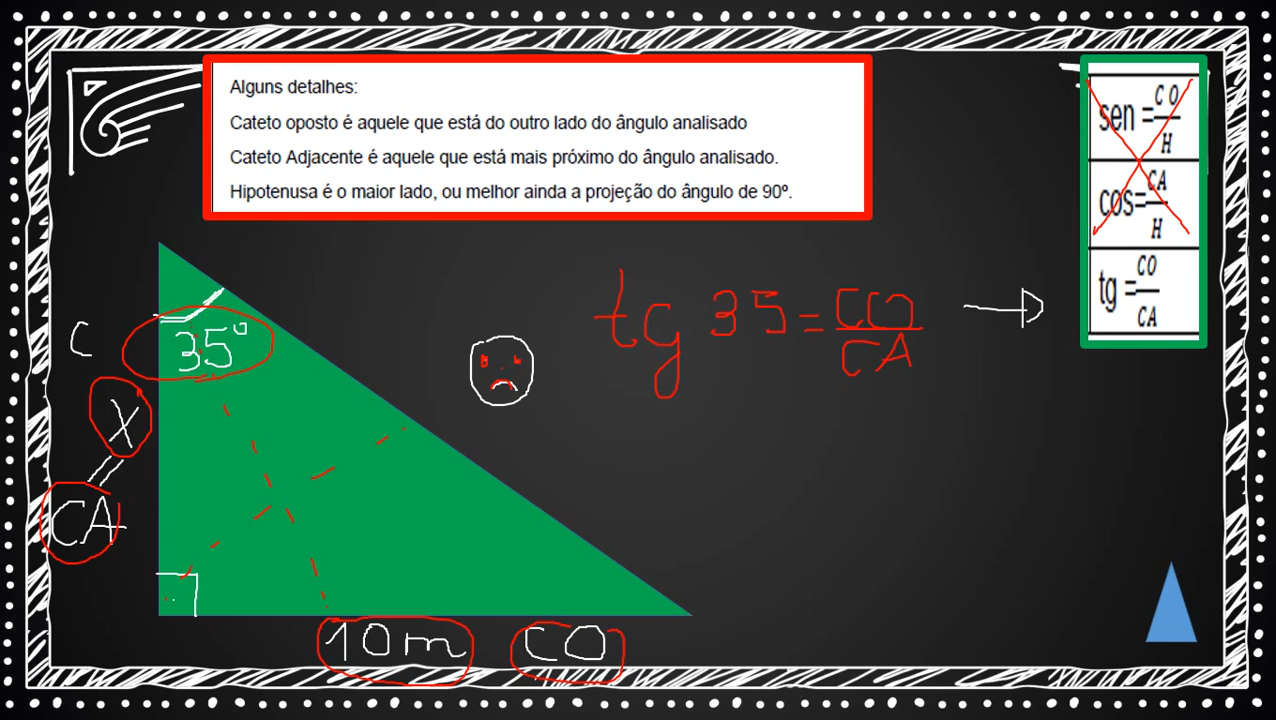 Alguns detalhes:
Cateto oposto é aquele que está do outro lado do ângulo analisado
Cateto Adjacente é aquele que está mais próximo do ângulo analisado.
Hipotenusa é o maior lado, ou melhor ainda a projeção do ângulo de 90º.
sen = CO/H
cos= CA/H
tg = CO/CA
tg 35 = CO/CA
35º
C
X
CA
10m
CO